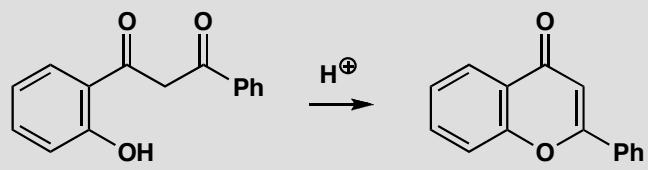 O O O
H⊕
Ph
OH O Ph